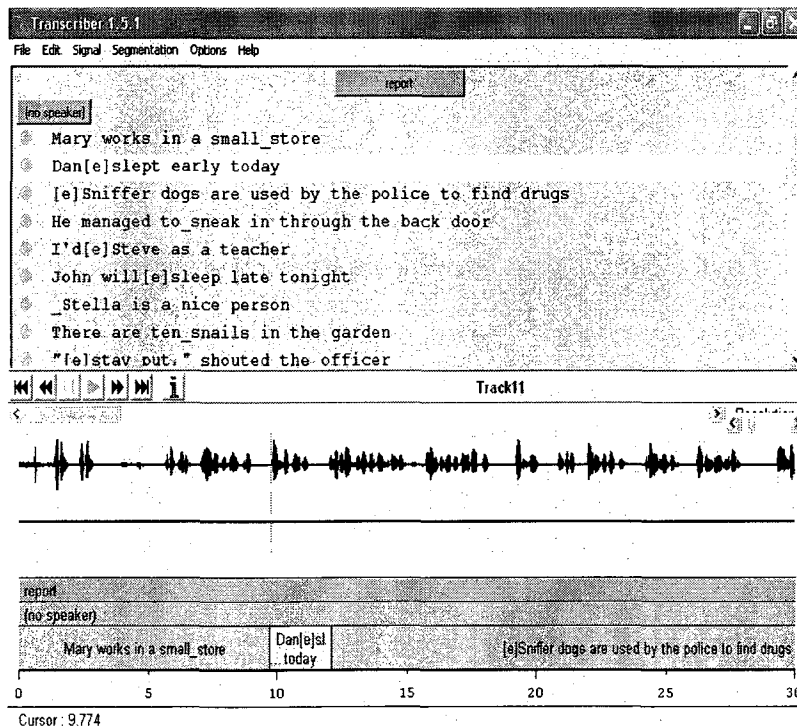 Transcriber 1.5.1
File Edit Signal Segmentation Options Help
report
(no speaker)
Mary works in a small_store
Dan[e]slept early today
[e]Sniffer dogs are used by the police to find drugs
He managed to_sneak in through the back door
I'd[e]Steve as a teacher
John will[e]sleep late tonight
_Stella is a nice person
There are ten_snails in the garden
"[e]stay put," shouted the officer
Track11
report
(no speaker)
Mary works in a small_store
Dan[e]sl
... today
[e]Sniffer dogs are used by the police to find drugs
0 5 10 15 20 25 30
Cursor : 9.774